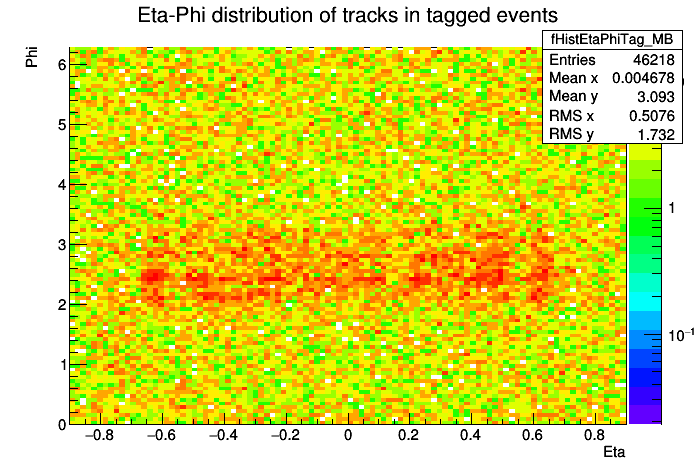 Eta-Phi distribution of tracks in tagged events
fHistEtaPhiTag_MB
Entries 46218
Mean x 0.004678
Mean y 3.093
RMS x 0.5076
RMS y 1.732
Phi
6
5
4
3
2
1
0
1
10⁻¹
−0.8 −0.6 −0.4 −0.2 0 0.2 0.4 0.6 0.8
Eta